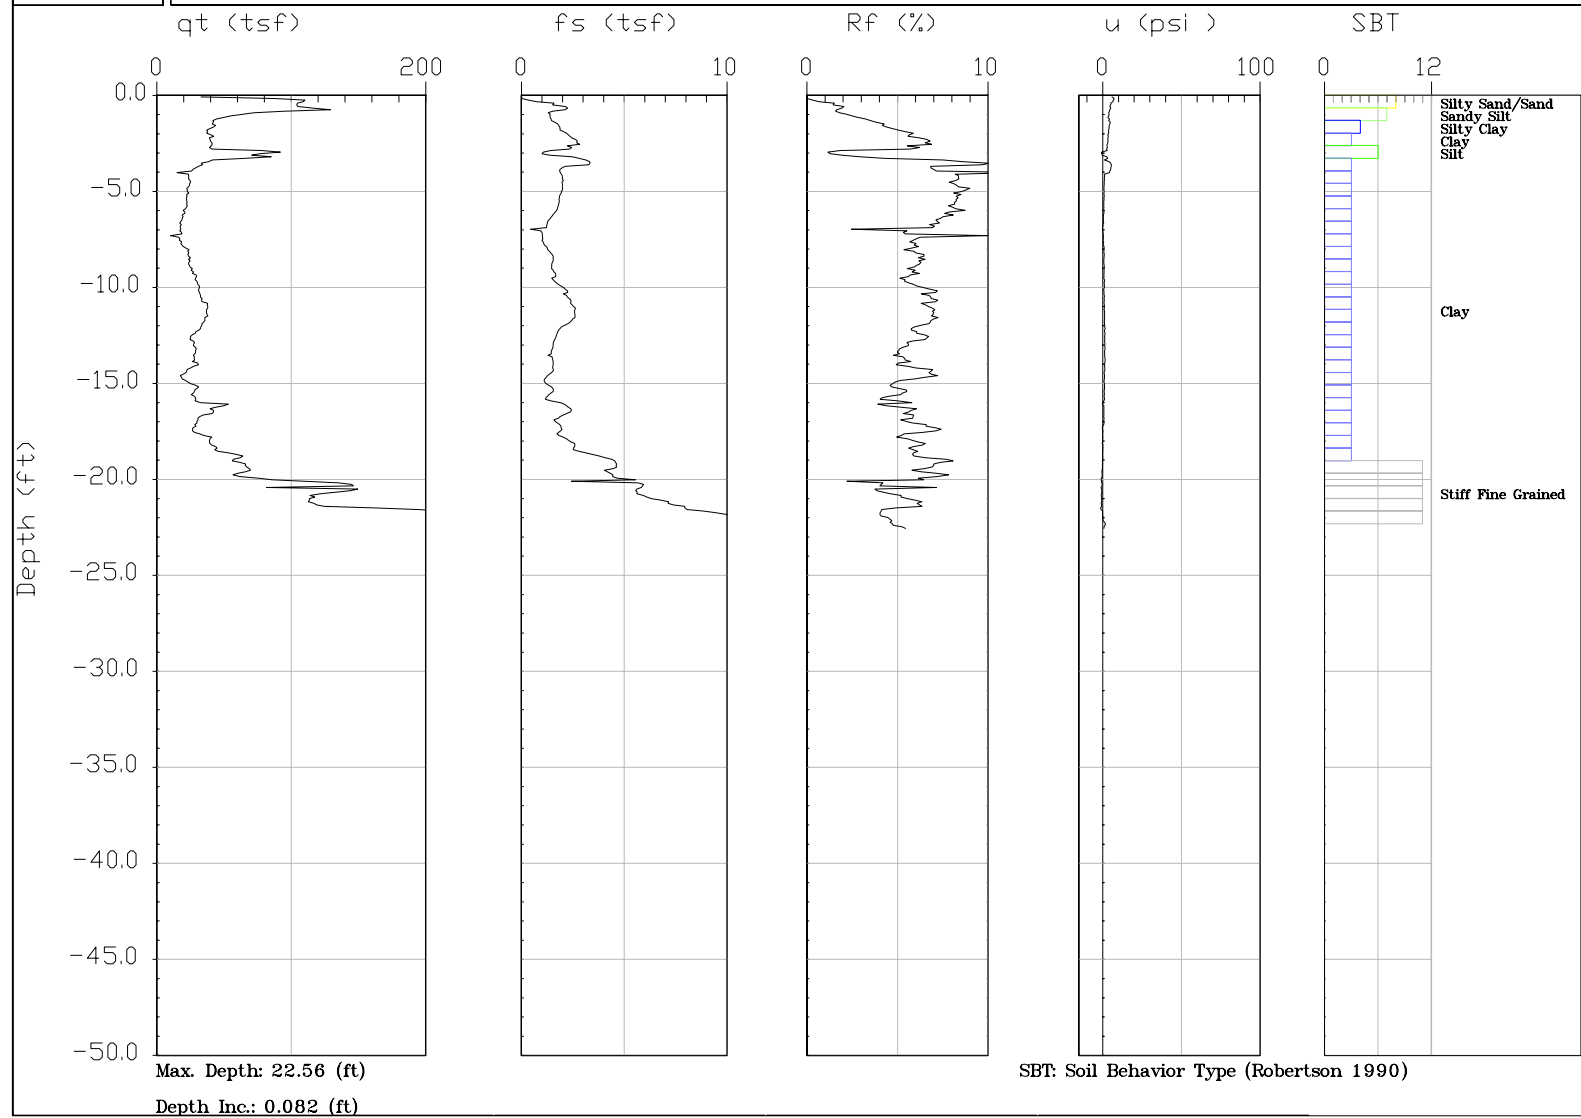 qt (tsf) fs (tsf) Rf (%) u (psi ) SBT
0 200 0 10 0 10 0 100 0 12
0.0
-5.0
-10.0
-15.0
-20.0
-25.0
-30.0
-35.0
-40.0
-45.0
-50.0
Depth (ft)
Silty Sand/Sand
Sandy Silt
Silty Clay
Clay
Silt
Clay
Stiff Fine Grained
Max. Depth: 22.56 (ft)
Depth Inc.: 0.082 (ft)
SBT: Soil Behavior Type (Robertson 1990)